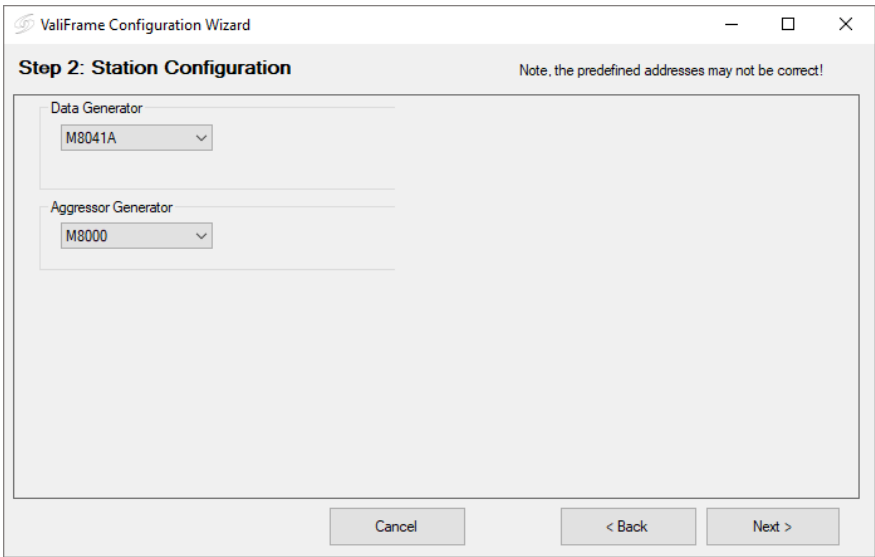 ValiFrame Configuration Wizard
Step 2: Station Configuration
Note, the predefined addresses may not be correct!
Data Generator
M8041A
Aggressor Generator
M8000
Cancel
< Back
Next >